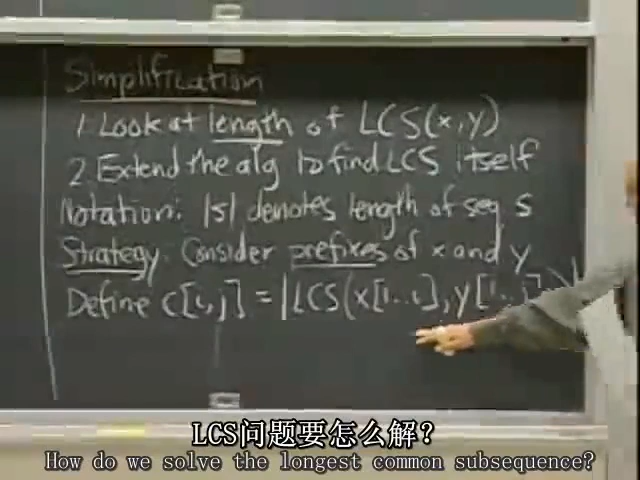 Simplification
1. Look at length of LCS(x,y)
2. Extend the alg to find LCS itself
Notation: |s| denotes length of seq s
Strategy: Consider prefixes of x and y
Define c[i,j] = |LCS(x[1..i], y[1..j])|
LCS问题要怎么解?
How do we solve the longest common subsequence?